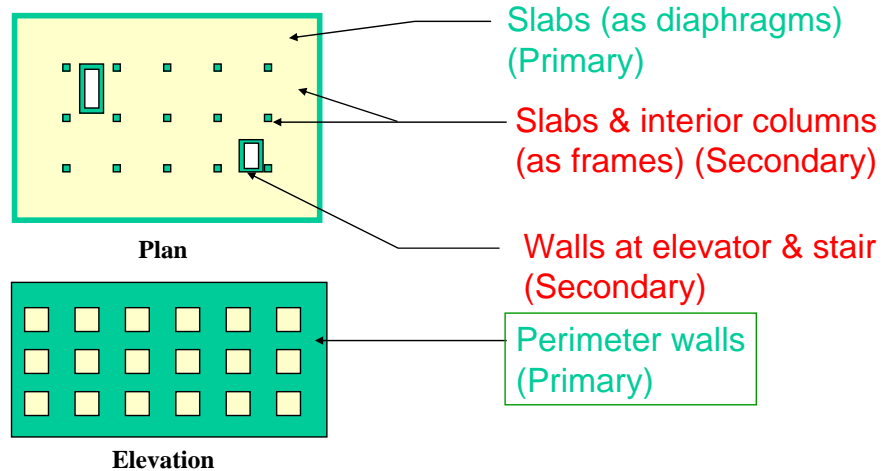 Slabs (as diaphragms)
(Primary)
Slabs & interior columns
(as frames) (Secondary)
Plan
Walls at elevator & stair
(Secondary)
Perimeter walls
(Primary)
Elevation